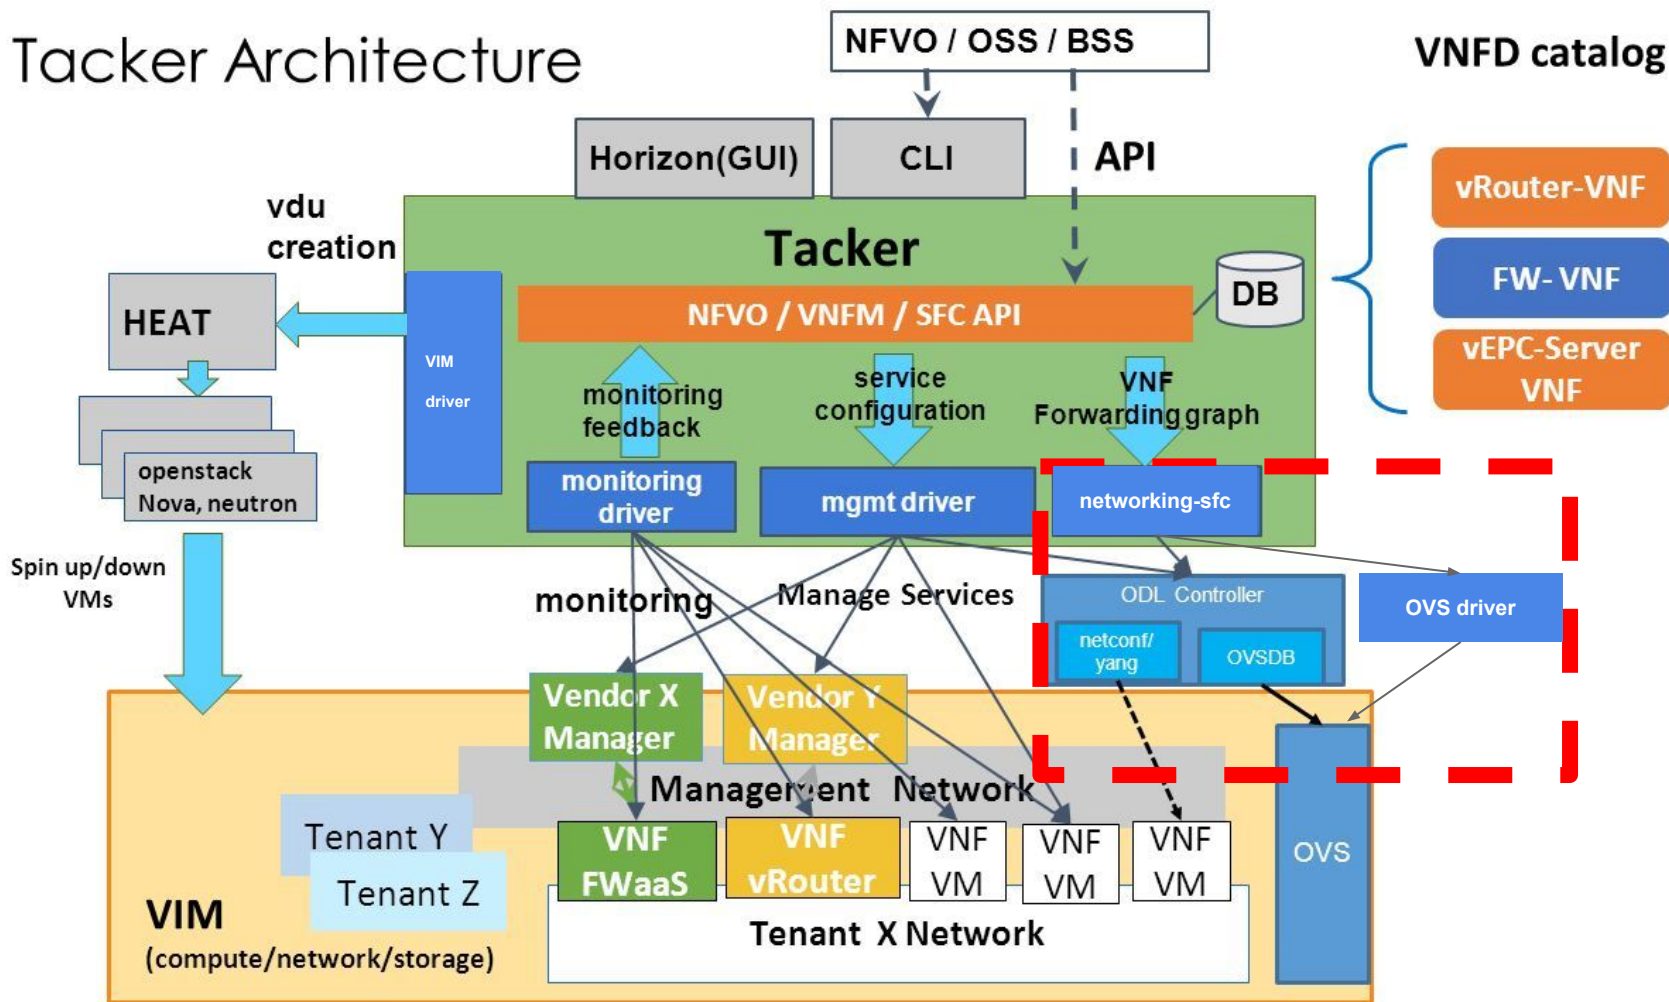 Tacker Architecture
NFVO / OSS / BSS
VNFD catalog
Horizon(GUI)
CLI
API
vRouter-VNF
FW- VNF
vEPC-Server
VNF
vdu
creation
Tacker
DB
HEAT
VIM
driver
NFVO / VNFM / SFC API
monitoring
feedback
service
configuration
VNF
Forwarding graph
openstack
Nova, neutron
monitoring
driver
mgmt driver
networking-sfc
Spin up/down
VMs
monitoring
Manage Services
ODL Controller
netconf/
yang
OVSDB
OVS driver
Vendor X
Manager
Vendor Y
Manager
Management Network
Tenant Y
Tenant Z
VNF
FWaaS
VNF
vRouter
VNF
VM
VNF
VM
VNF
VM
OVS
VIM
(compute/network/storage)
Tenant X Network